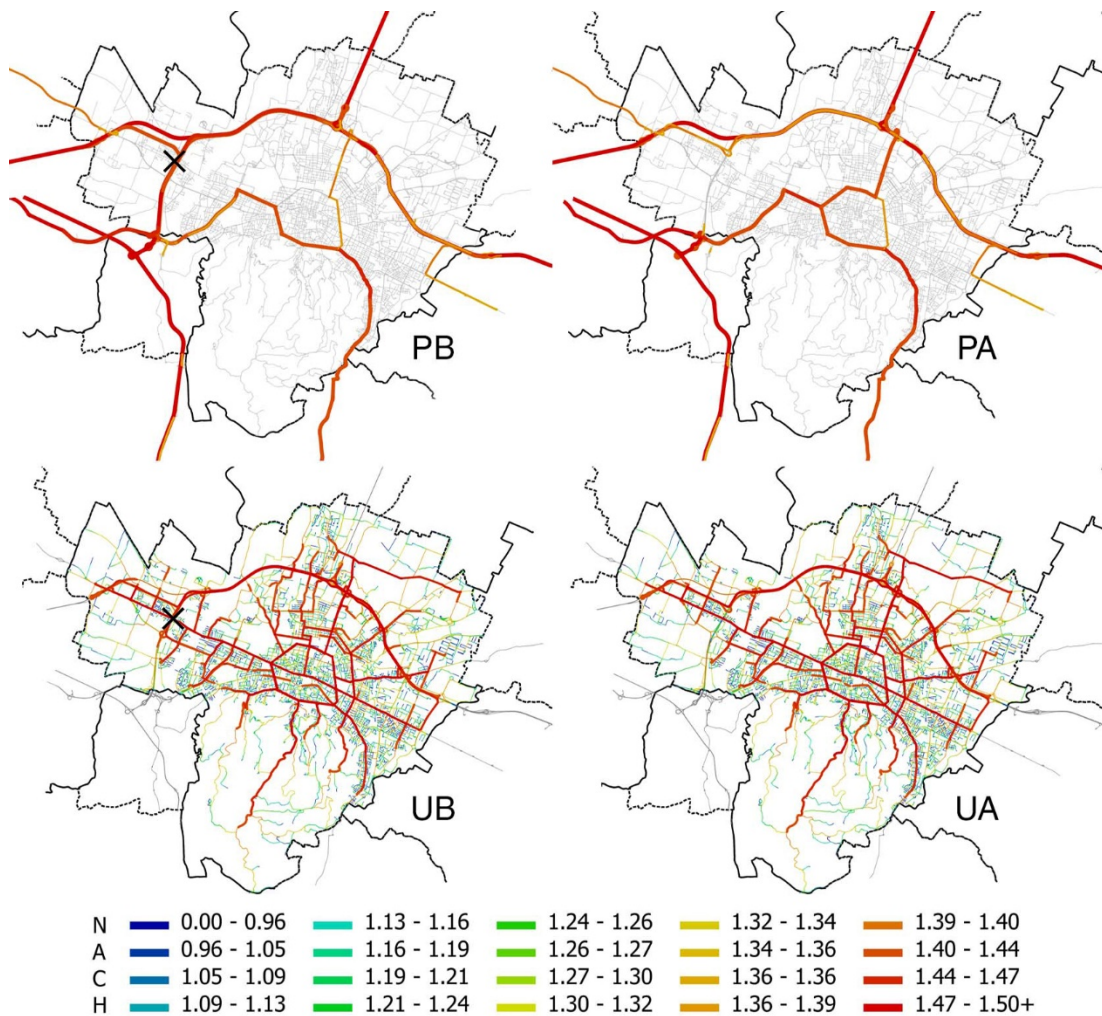 PB
PA
UB
UA
N 0.00 - 0.96 1.13 - 1.16 1.24 - 1.26 1.32 - 1.34 1.39 - 1.40
A 0.96 - 1.05 1.16 - 1.19 1.26 - 1.27 1.34 - 1.36 1.40 - 1.44
C 1.05 - 1.09 1.19 - 1.21 1.27 - 1.30 1.36 - 1.36 1.44 - 1.47
H 1.09 - 1.13 1.21 - 1.24 1.30 - 1.32 1.36 - 1.39 1.47 - 1.50+